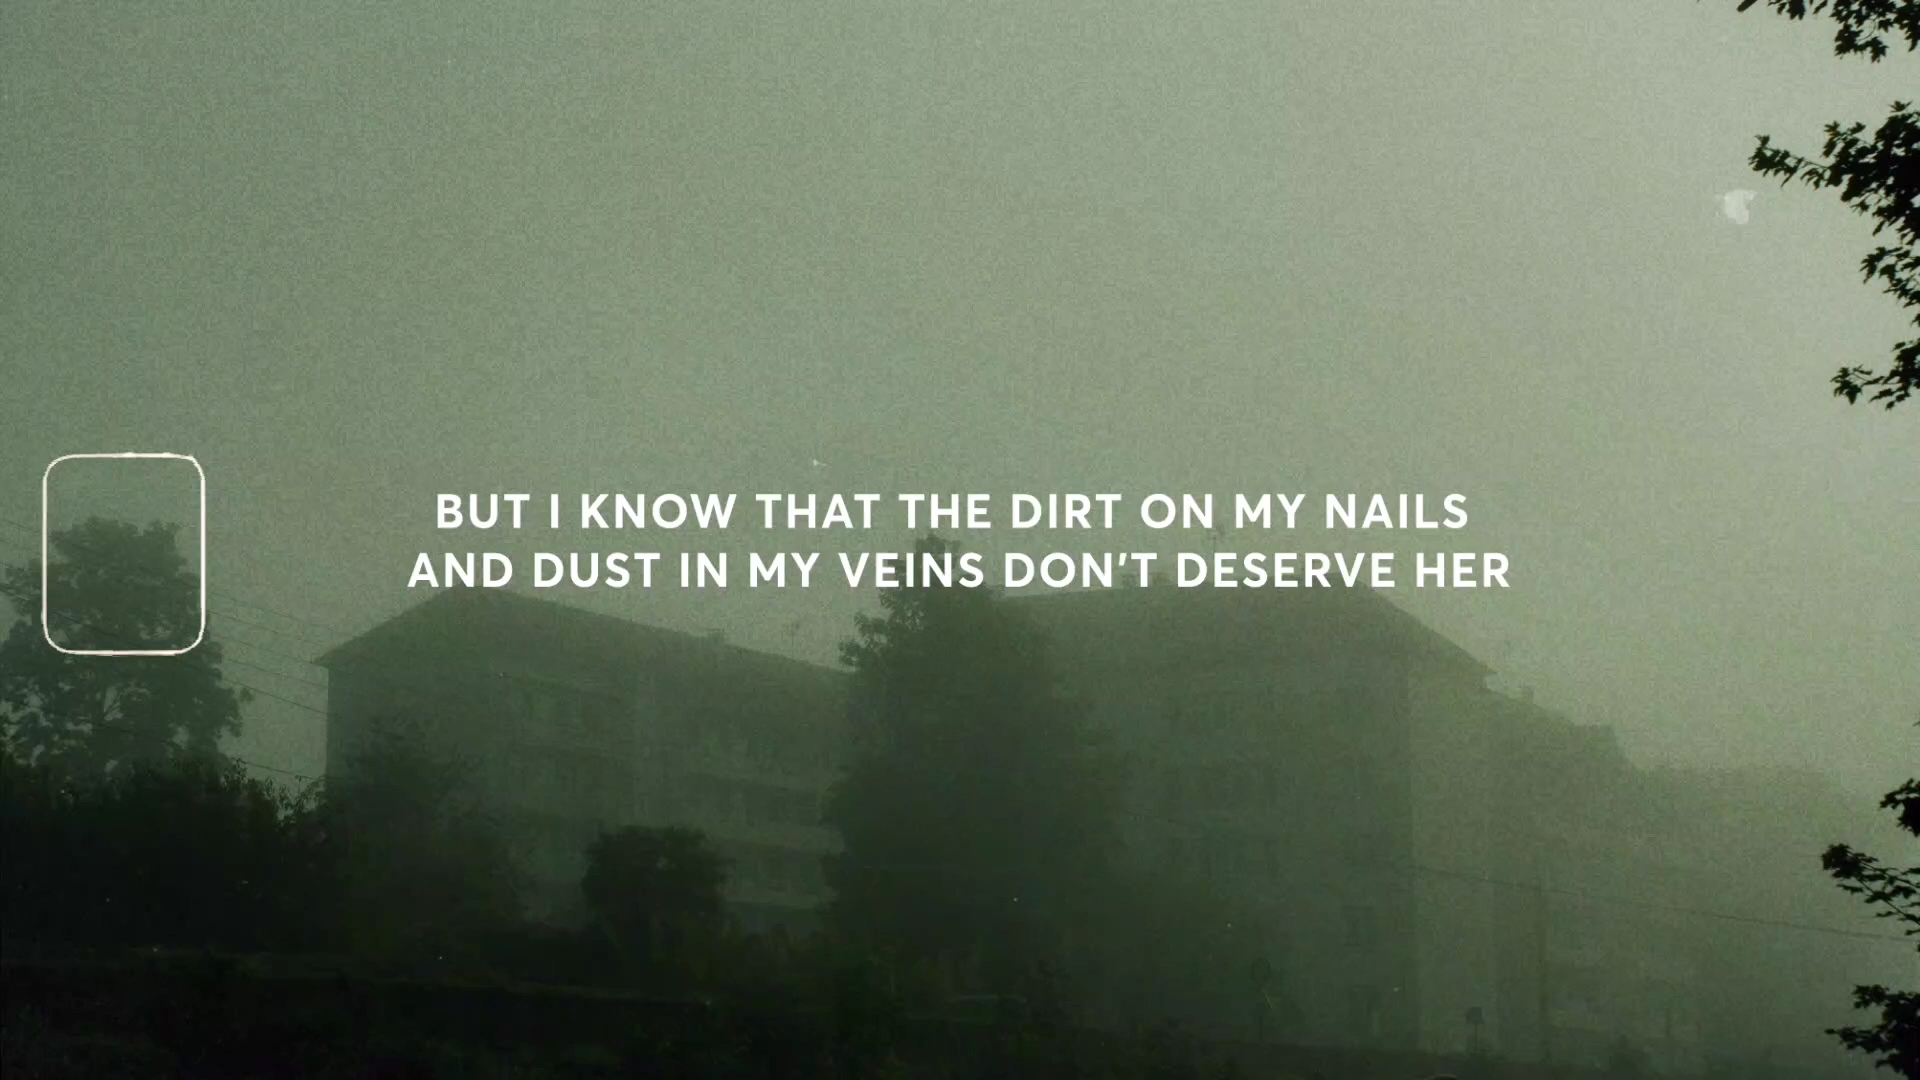 BUT I KNOW THAT THE DIRT ON MY NAILS
AND DUST IN MY VEINS DON'T DESERVE HER